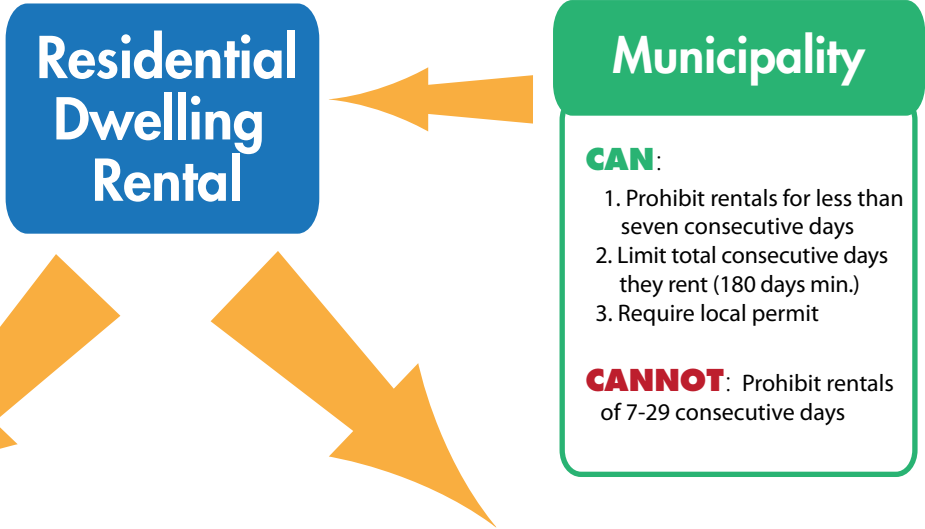 Residential
Dwelling
Rental
Municipality
CAN:
1. Prohibit rentals for less than
seven consecutive days
2. Limit total consecutive days
they rent (180 days min.)
3. Require local permit
CANNOT: Prohibit rentals
of 7-29 consecutive days